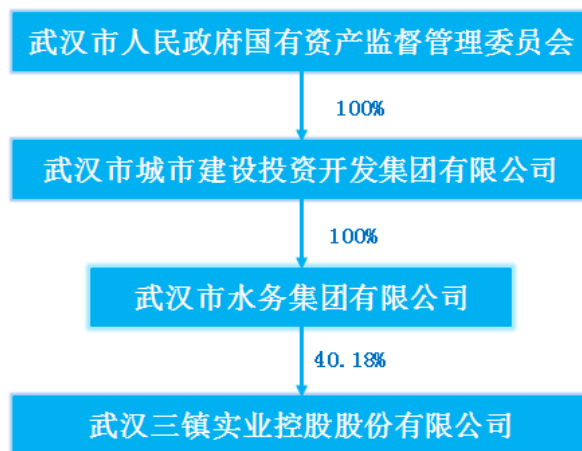 武汉市人民政府国有资产监督管理委员会
100%
武汉市城市建设投资开发集团有限公司
100%
武汉市水务集团有限公司
40.18%
武汉三镇实业控股股份有限公司